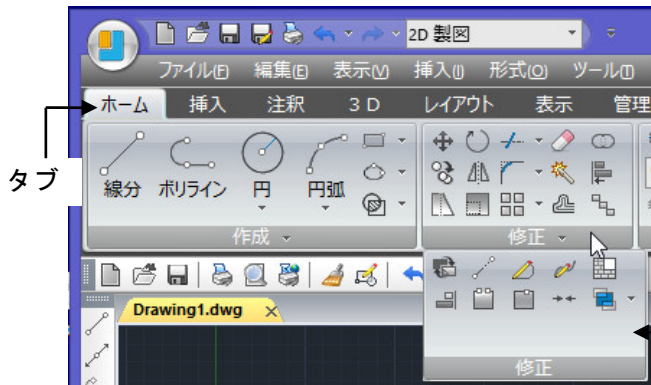 2D 製図
ファイル(F) 編集(E) 表示(V) 挿入(I) 形式(O) ツール(T)
ホーム 挿入 注釈 3D レイアウト 表示 管理
タブ
線分 ポリライン 円 円弧
作成 修正
Drawing1.dwg
修正